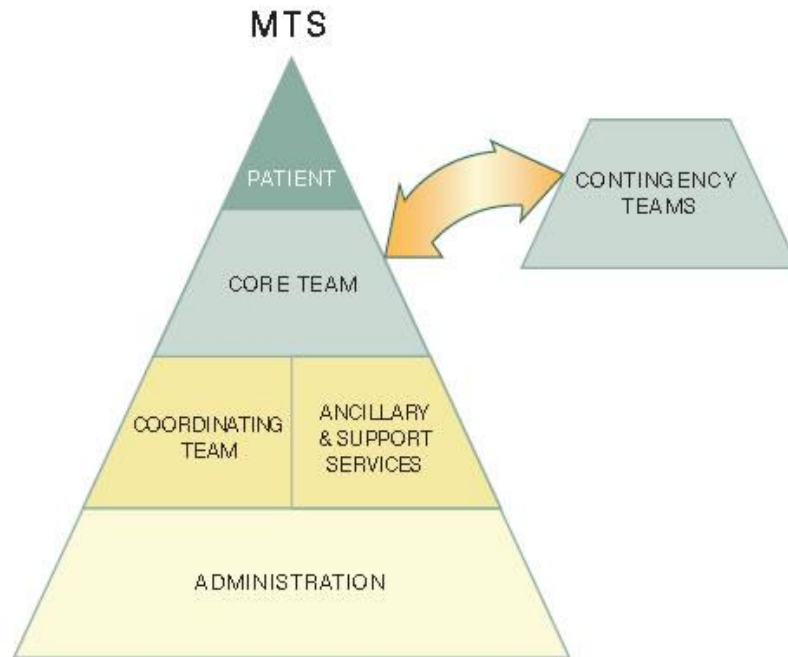 MTS
PATIENT
CONTINGENCY
TEAMS
CORE TEAM
COORDINATING
TEAM
ANCILLARY
& SUPPORT
SERVICES
ADMINISTRATION